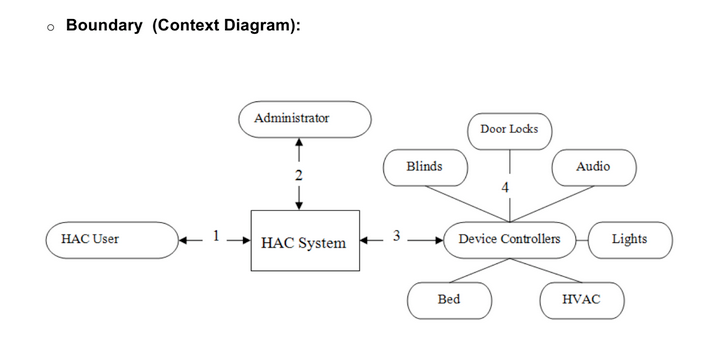 o Boundary (Context Diagram):
Administrator
Door Locks
Blinds
Audio
2
4
HAC User
1
HAC System
3
Device Controllers
Lights
Bed
HVAC